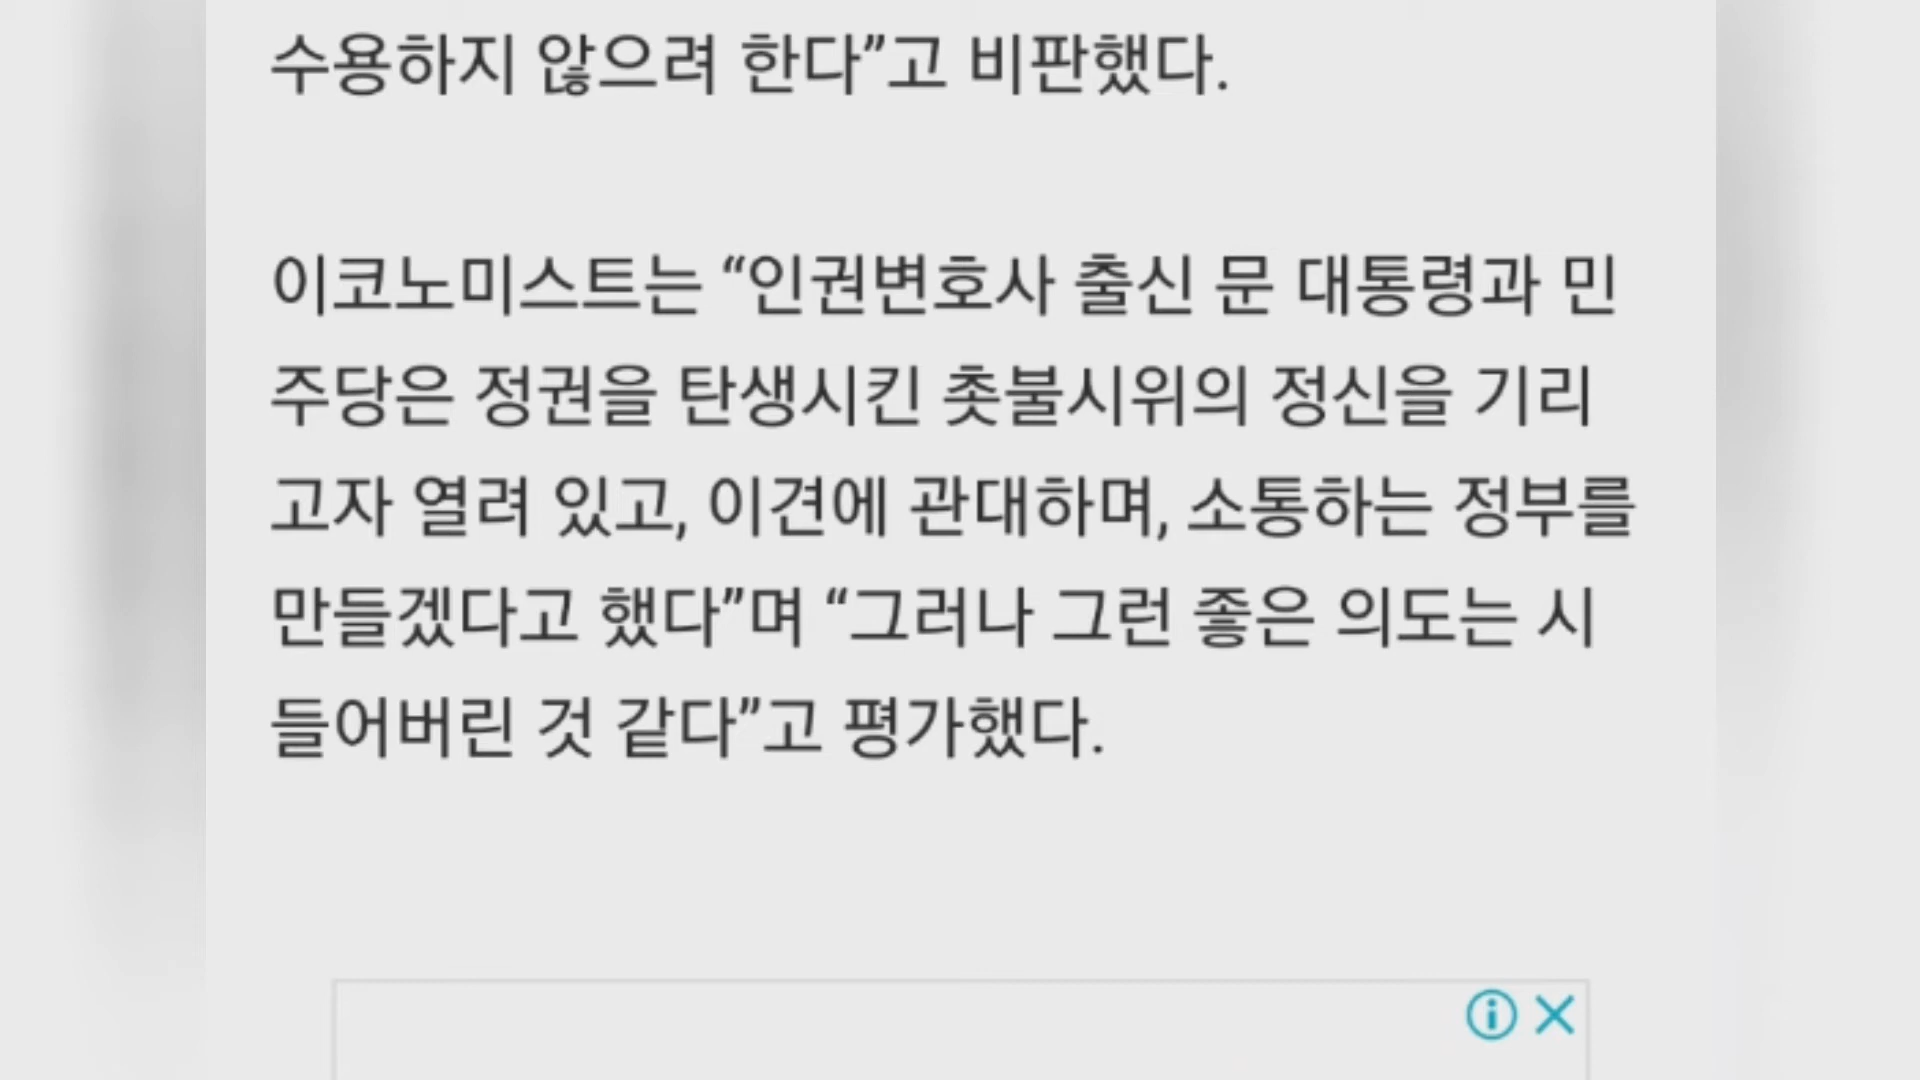 수용하지 않으려 한다”고 비판했다.
이코노미스트는 “인권변호사 출신 문 대통령과 민
주당은 정권을 탄생시킨 촛불시위의 정신을 기리
고자 열려 있고, 이견에 관대하며, 소통하는 정부를
만들겠다고 했다”며 “그러나 그런 좋은 의도는 시
들어버린 것 같다”고 평가했다.